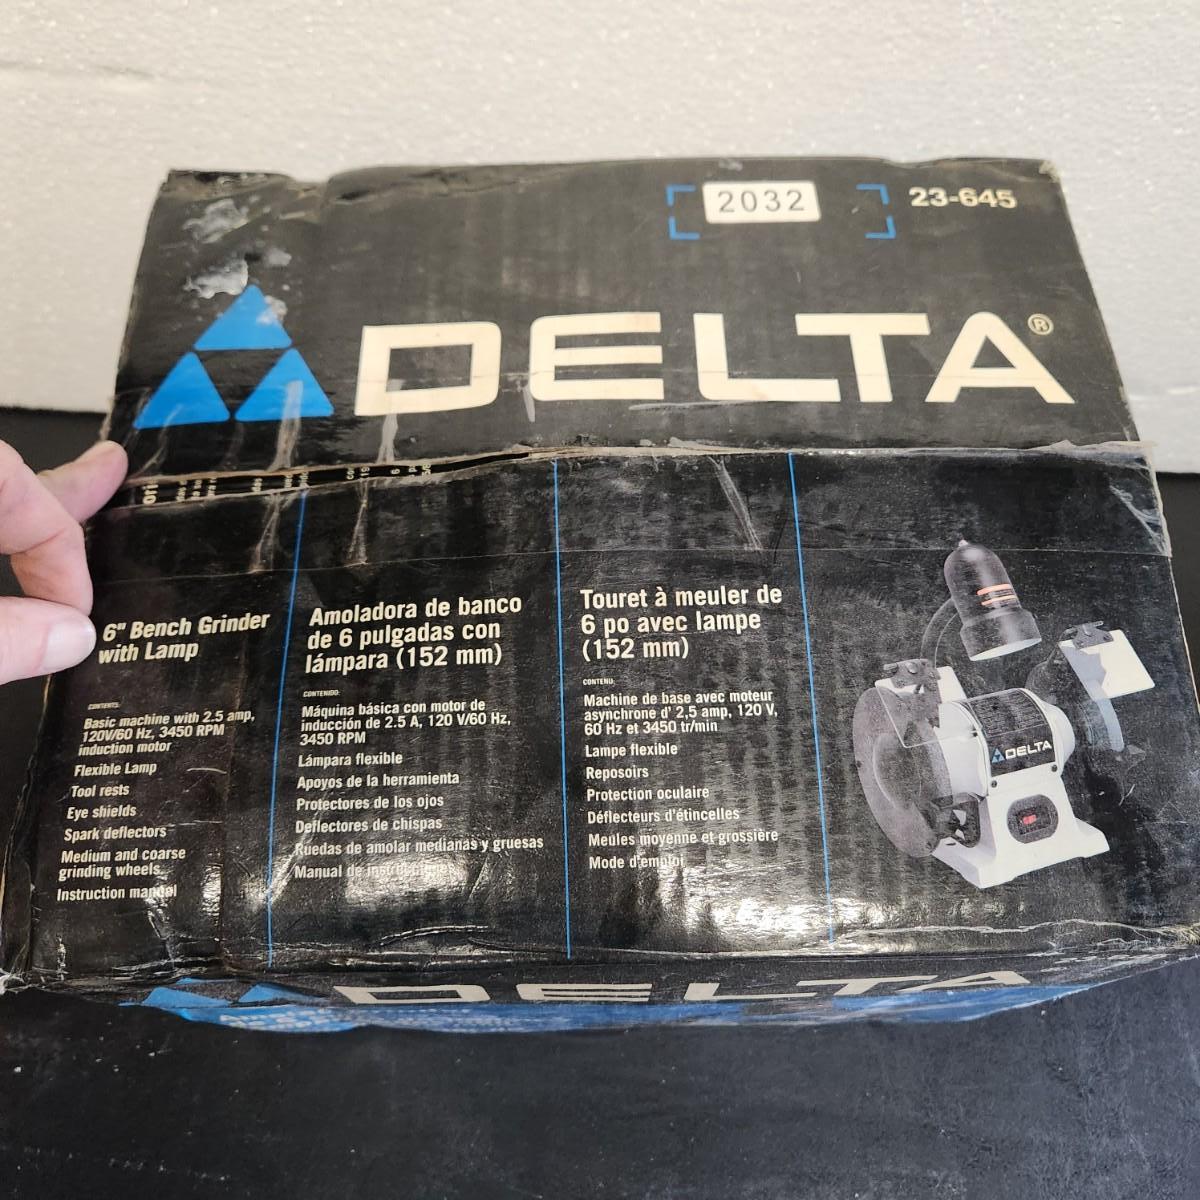 2032
23-645
DELTA®
6" Bench Grinder
with Lamp
CONTENTS:
Basic machine with 2.5 amp,
120V/60 Hz, 3450 RPM
induction motor
Flexible Lamp
Tool rests
Eye shields
Spark deflectors
Medium and coarse
grinding wheels
Instruction manual
Amoladora de banco
de 6 pulgadas con
lámpara (152 mm)
CONTENIDO:
Máquina básica con motor de
inducción de 2.5 A, 120 V/60 Hz,
3450 RPM
Lámpara flexible
Apoyos de la herramienta
Protectores de los ojos
Deflectores de chispas
Ruedas de amolar medianas y gruesas
Manual de
Touret à meuler de
6 po avec lampe
(152 mm)
CONTENU:
Machine de base avec moteur
asynchrone d' 2,5 amp, 120 V,
60 Hz et 3450 tr/min
Lampe flexible
Reposoirs
Protection oculaire
Déflecteurs d'étincelles
Meules moyenne et grossière
Mode d'emploi
DELTA
DELTA